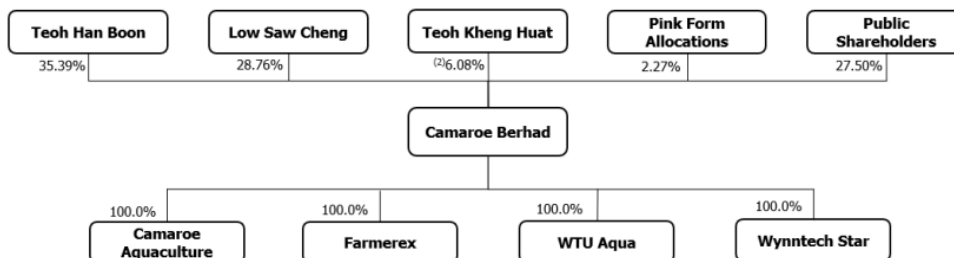 Teoh Han Boon
Low Saw Cheng
Teoh Kheng Huat
Pink Form
Allocations
Public
Shareholders
35.39%
28.76%
(2)6.08%
2.27%
27.50%
Camaroe Berhad
100.0%
100.0%
100.0%
100.0%
Camaroe
Aquaculture
Farmerex
WTU Aqua
Wynntech Star